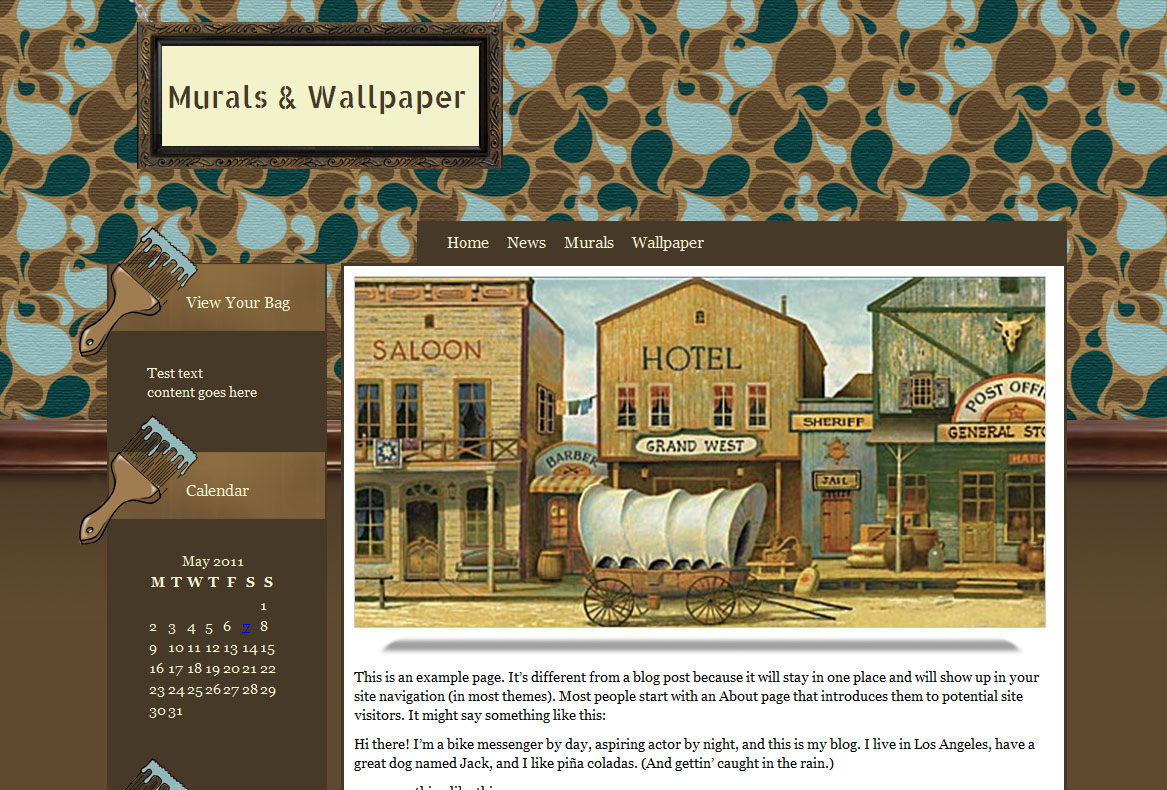 Murals & Wallpaper
Home News Murals Wallpaper
View Your Bag
Test text
content goes here
Calendar
May 2011
M T W T F S S
1
2 3 4 5 6 7 8
9 10 11 12 13 14 15
16 17 18 19 20 21 22
23 24 25 26 27 28 29
30 31
SALOON
HOTEL
GRAND WEST
BARBER
SHERIFF
JAIL
POST OFFI
GENERAL STO
HARD
This is an example page. It’s different from a blog post because it will stay in one place and will show up in your
site navigation (in most themes). Most people start with an About page that introduces them to potential site
visitors. It might say something like this:
Hi there! I’m a bike messenger by day, aspiring actor by night, and this is my blog. I live in Los Angeles, have a
great dog named Jack, and I like piña coladas. (And gettin’ caught in the rain.)